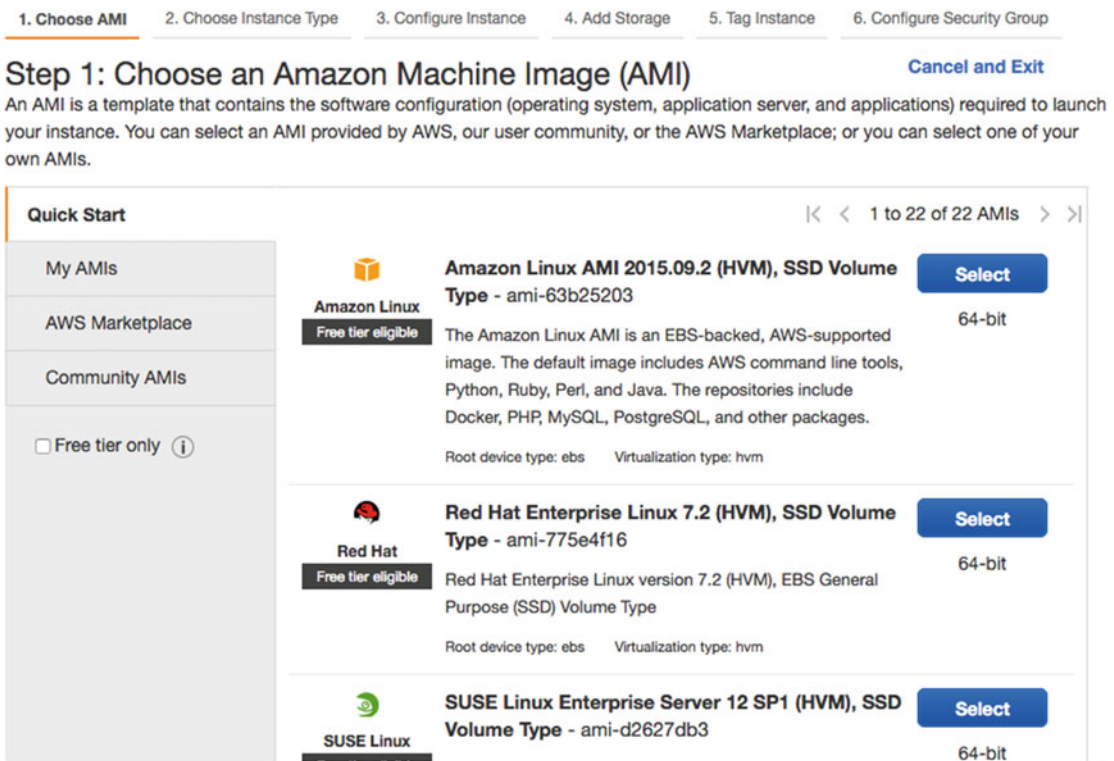 1. Choose AMI 2. Choose Instance Type 3. Configure Instance 4. Add Storage 5. Tag Instance 6. Configure Security Group
Step 1: Choose an Amazon Machine Image (AMI)
Cancel and Exit
An AMI is a template that contains the software configuration (operating system, application server, and applications) required to launch
your instance. You can select an AMI provided by AWS, our user community, or the AWS Marketplace; or you can select one of your
own AMIs.
Quick Start
My AMIs
AWS Marketplace
Community AMIs
Free tier only
1 to 22 of 22 AMIs
Amazon Linux
Free tier eligible
Amazon Linux AMI 2015.09.2 (HVM), SSD Volume
Type - ami-63b25203
The Amazon Linux AMI is an EBS-backed, AWS-supported
image. The default image includes AWS command line tools,
Python, Ruby, Perl, and Java. The repositories include
Docker, PHP, MySQL, PostgreSQL, and other packages.
Root device type: ebs Virtualization type: hvm
Select
64-bit
Red Hat
Free tier eligible
Red Hat Enterprise Linux 7.2 (HVM), SSD Volume
Type - ami-775e4f16
Red Hat Enterprise Linux version 7.2 (HVM), EBS General
Purpose (SSD) Volume Type
Root device type: ebs Virtualization type: hvm
Select
64-bit
SUSE Linux
SUSE Linux Enterprise Server 12 SP1 (HVM), SSD
Volume Type - ami-d2627db3
Select
64-bit